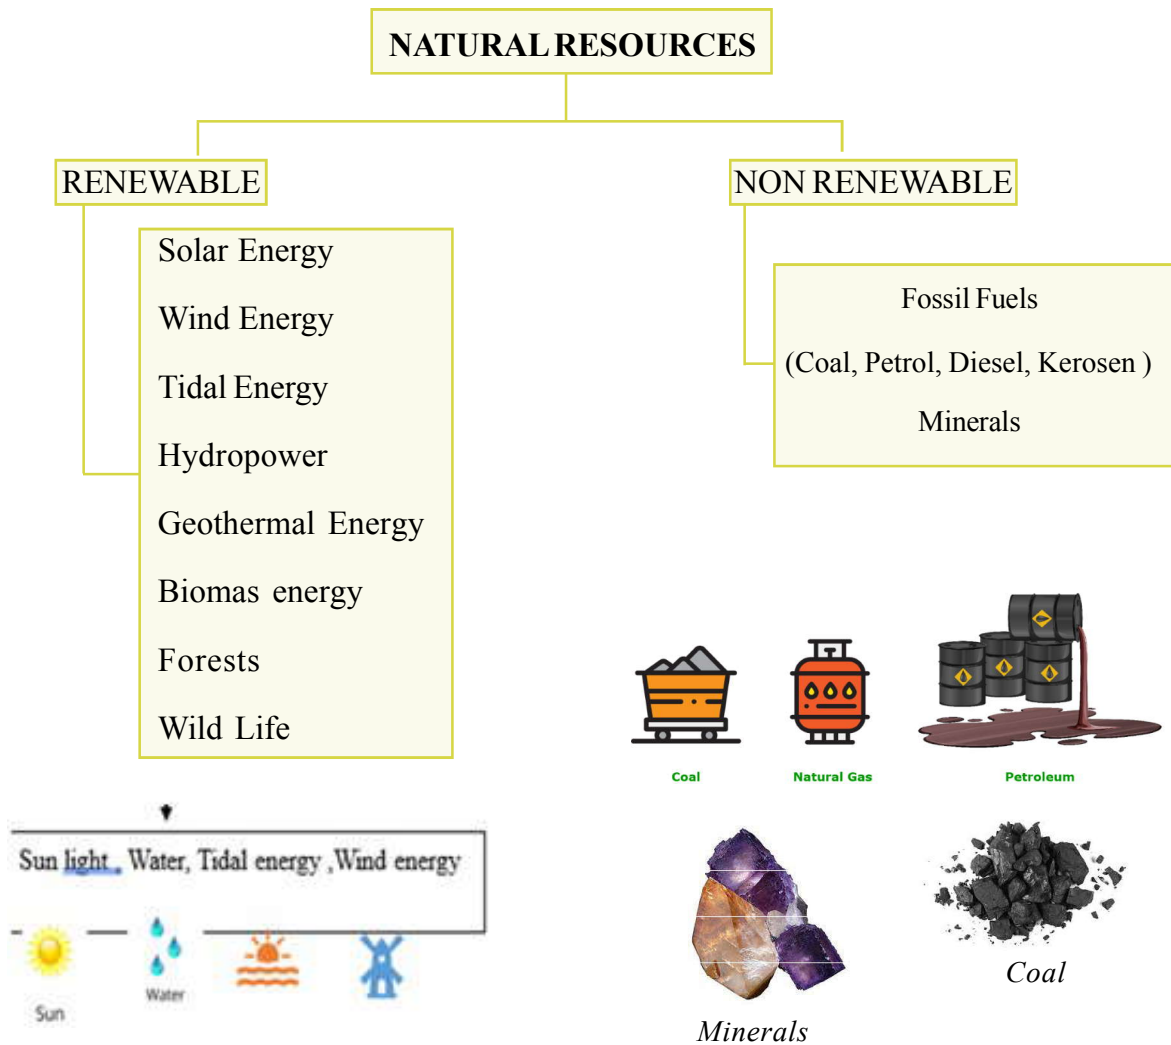 NATURAL RESOURCES
RENEWABLE
NON RENEWABLE
Solar Energy
Wind Energy
Tidal Energy
Hydropower
Geothermal Energy
Biomas energy
Forests
Wild Life
Fossil Fuels
(Coal, Petrol, Diesel, Kerosen )
Minerals
Coal
Natural Gas
Petroleum
Sun light , Water, Tidal energy ,Wind energy
Sun
Water
Minerals
Coal